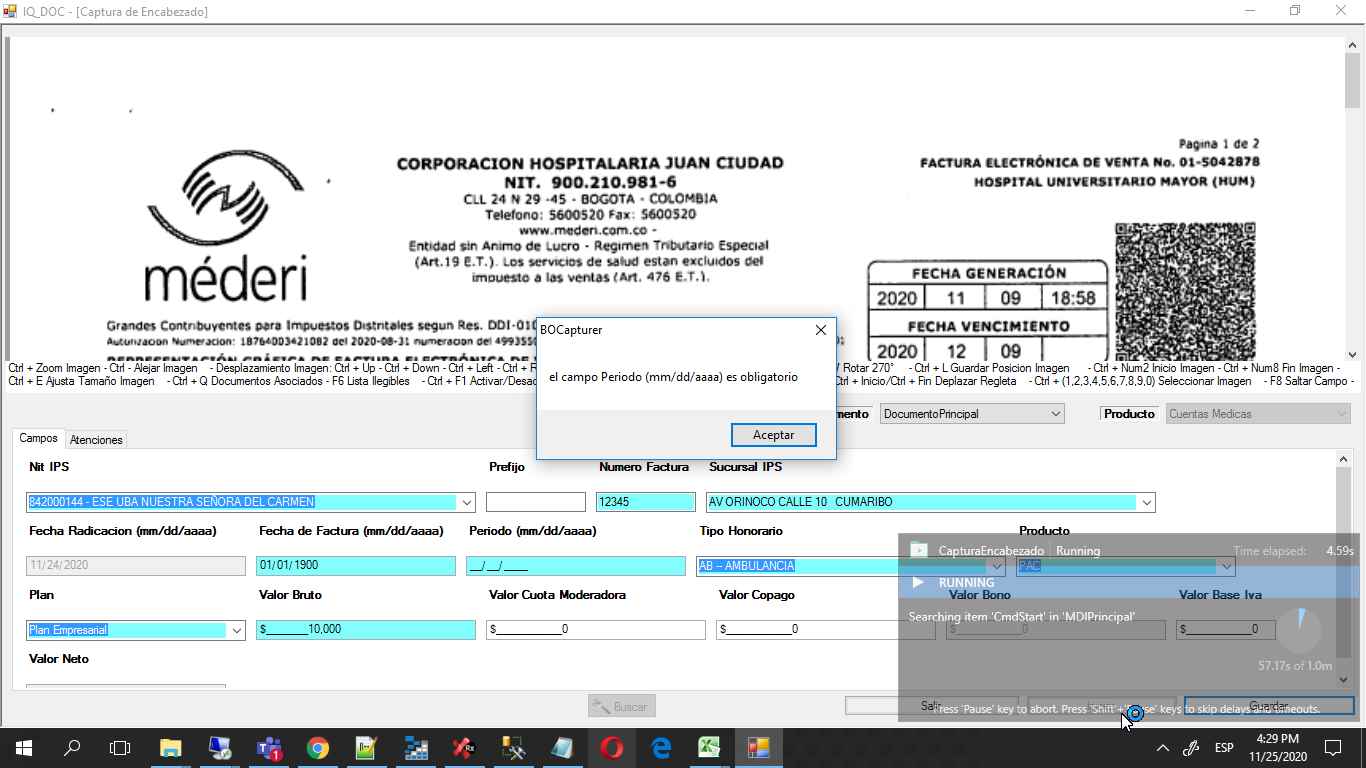 IQ_DOC - [Captura de Encabezado]
Pagina 1 de 2
CORPORACION HOSPITALARIA JUAN CIUDAD
FACTURA ELECTRÓNICA DE VENTA No. 01-5042878
NIT. 900.210.981-6
HOSPITAL UNIVERSITARIO MAYOR (HUM)
CLL 24 N 29 -45 - BOGOTA - COLOMBIA
Telefono: 5600520 Fax: 5600520
www.mederi.com.co -
Entidad sin Animo de Lucro - Regimen Tributario Especial
(Art.19 E.T.). Los servicios de salud estan excluidos del
impuesto a las ventas (Art. 476 E.T.).
méderi
FECHA GENERACIÓN
2020 11 09 18:58
FECHA VENCIMIENTO
2020 12 09
Grandes Contribuyentes para Impuestos Distritales segun Res. DDI-010
Autorizacion Numeracion: 18764003421082 del 2020-08-31 numeracion del 4993550
REPRESENTACIÓN GRÁFICA DE FACTURA ELECTRÓNICA DE
Ctrl + Zoom Imagen - Ctrl - Alejar Imagen - Desplazamiento Imagen: Ctrl + Up - Ctrl + Down - Ctrl + Left - Ctrl + R Rotar 270° - Ctrl + L Guardar Posicion Imagen - Ctrl + Num2 Inicio Imagen - Ctrl + Num8 Fin Imagen -
Ctrl + E Ajusta Tamaño Imagen - Ctrl + Q Documentos Asociados - F6 Lista Ilegibles - Ctrl + F1 Activar/Desac - Ctrl + Inicio/Ctrl + Fin Deplazar Regleta - Ctrl + (1,2,3,4,5,6,7,8,9,0) Seleccionar Imagen - F8 Saltar Campo -
BOCapturer
el campo Periodo (mm/dd/aaaa) es obligatorio
Aceptar
mento DocumentoPrincipal Producto Cuentas Medicas
Campos Atenciones
Nit IPS Prefijo Numero Factura Sucursal IPS
842000144 - ESE UBA NUESTRA SEÑORA DEL CARMEN 12345 AV ORINOCO CALLE 10 CUMARIBO
Fecha Radicacion (mm/dd/aaaa) Fecha de Factura (mm/dd/aaaa) Periodo (mm/dd/aaaa) Tipo Honorario Producto
11/24/2020 01/01/1900 __/__/____ AB -- AMBULANCIA PAC
Plan Valor Bruto Valor Cuota Moderadora Valor Copago Valor Bono Valor Base Iva
Plan Empresarial $________10,000 $____________0 $____________0 $____________0 $____________0
Valor Neto
CapturaEncabezado Running Time elapsed: 4.59s
RUNNING
Searching item 'CmdStart' in 'MDIPrincipal'
57.17s of 1.0m
Press 'Pause' key to abort. Press 'Shift'+'Pause' keys to skip delays and timeouts.
Buscar Guardar
ESP
4:29 PM
11/25/2020